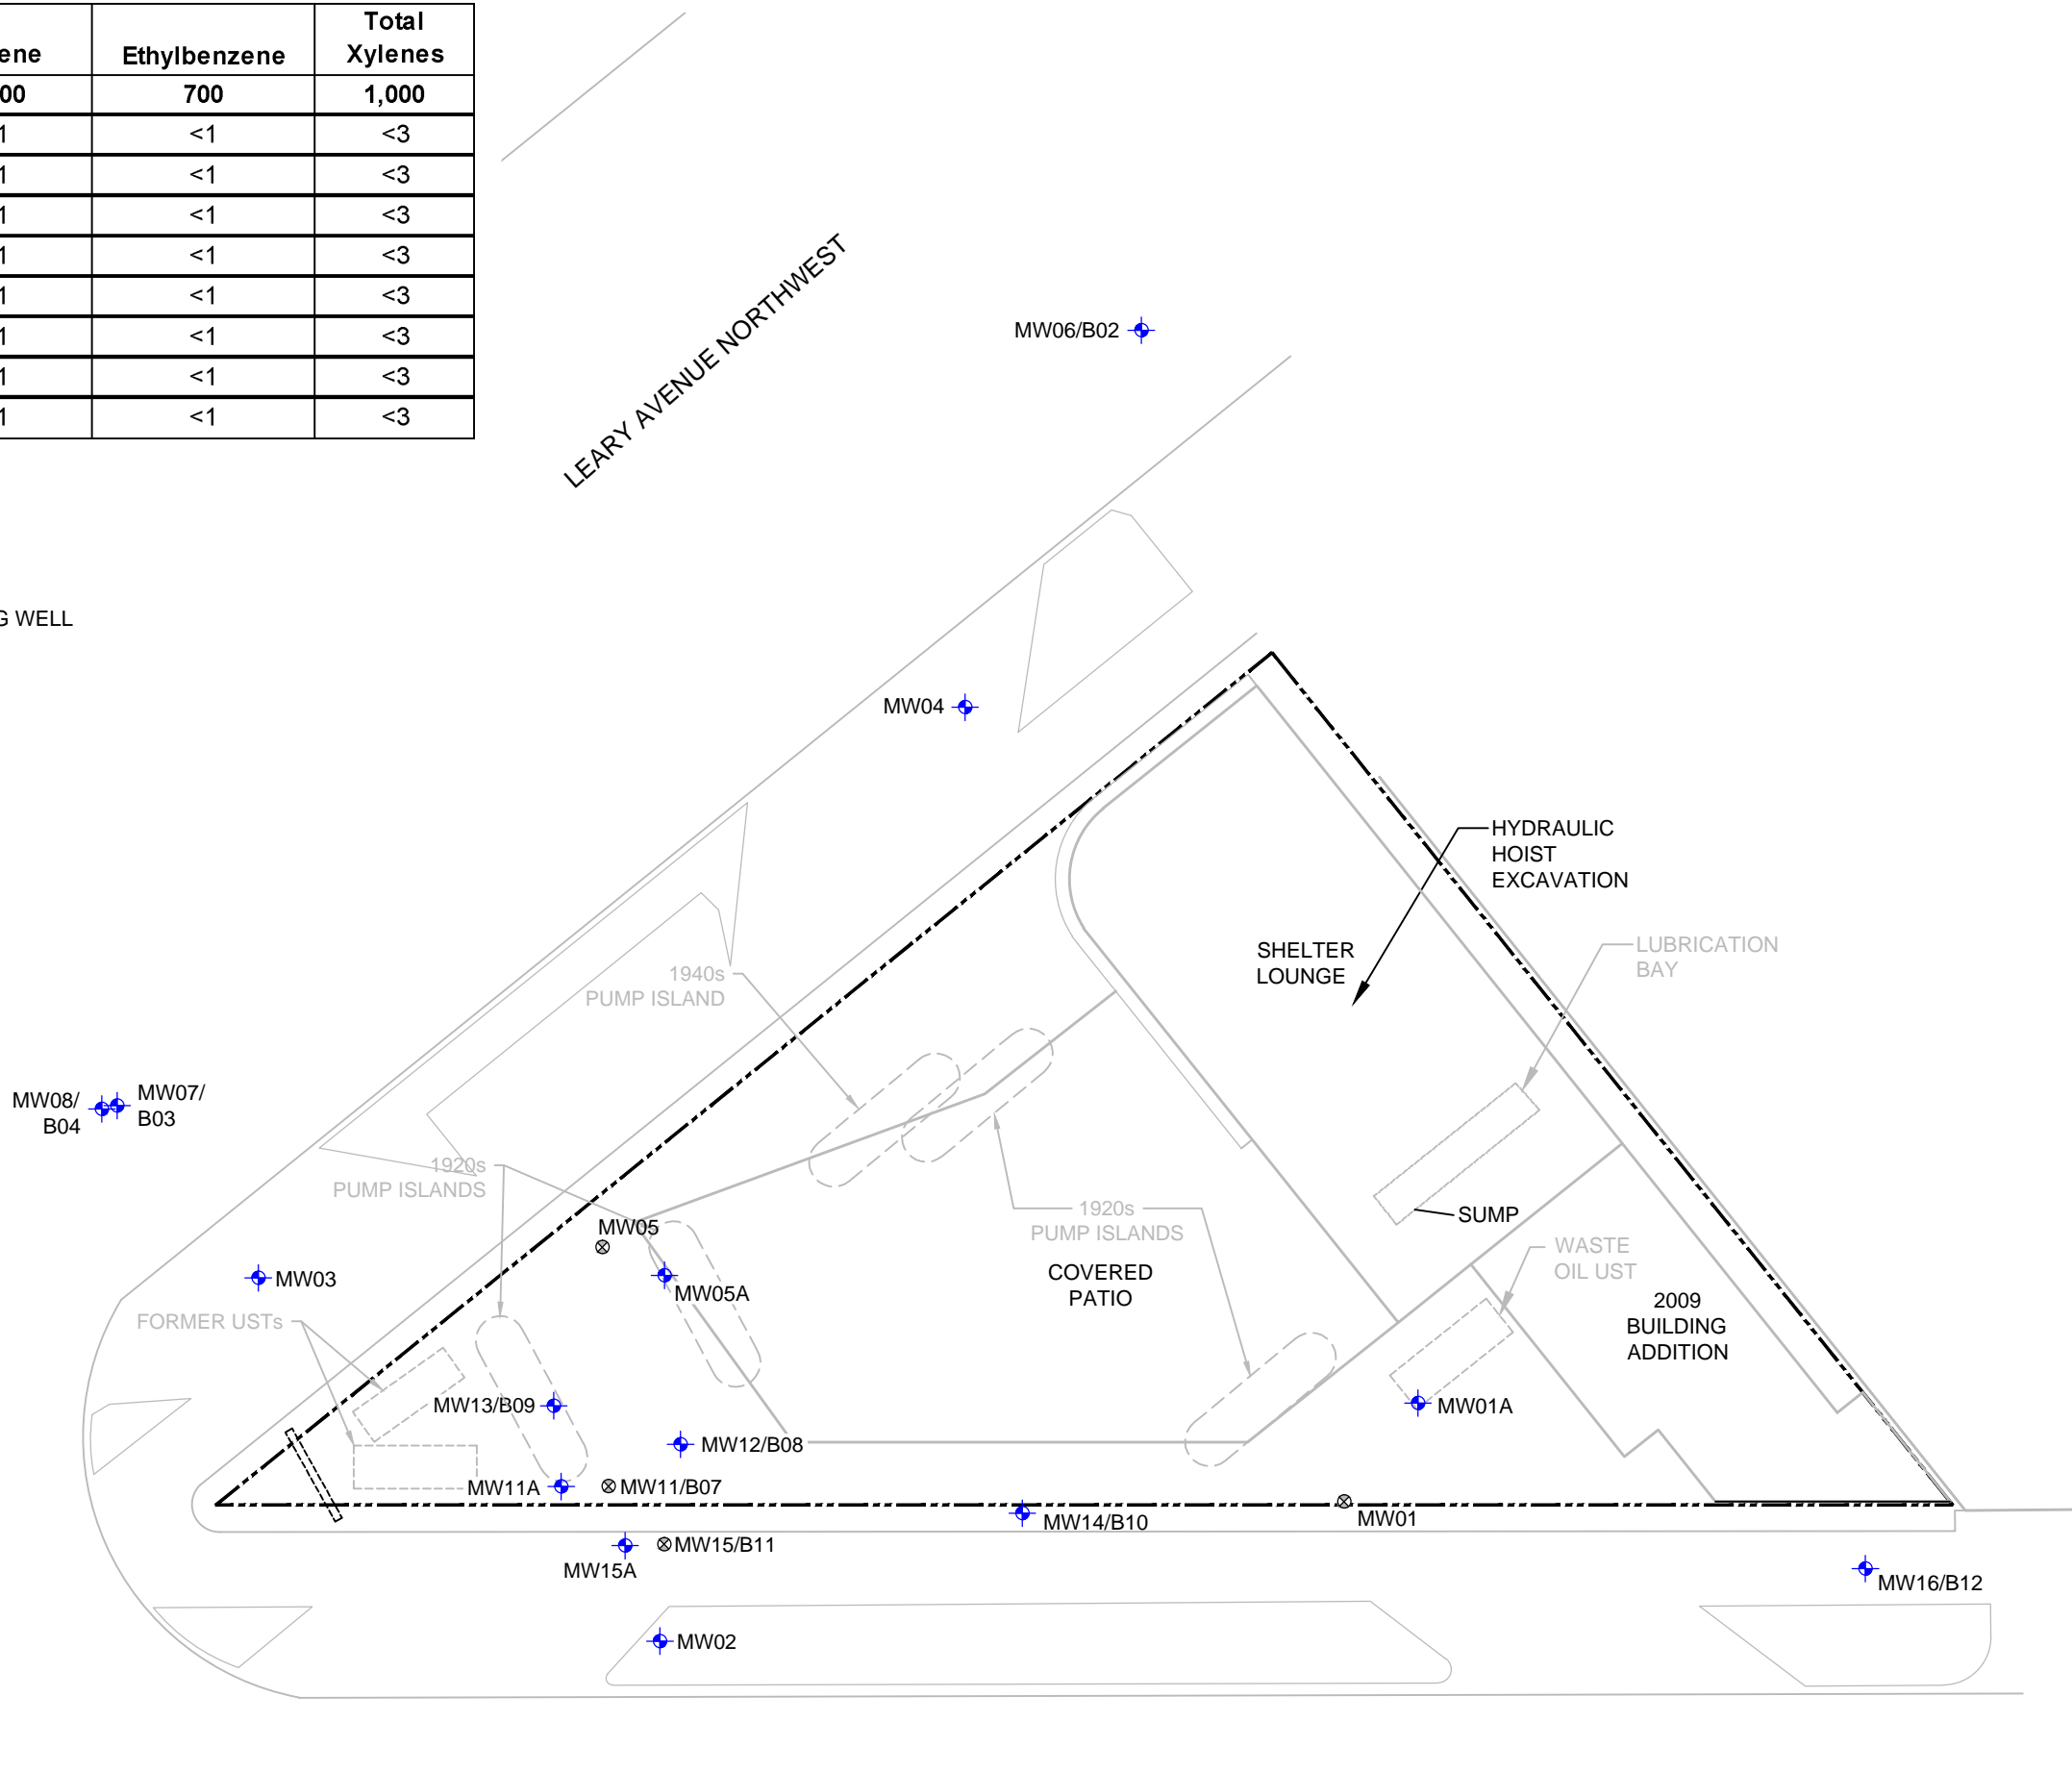 Total
Xylenes
ene
Ethylbenzene
00
700
1,000
1
<1
<3
1
<1
<3
1
<1
<3
1
<1
<3
1
<1
<3
1
<1
<3
1
<1
<3
1
<1
<3
LEARY AVENUE NORTHWEST
MW06/B02
G WELL
MW04
HYDRAULIC
HOIST
EXCAVATION
SHELTER
LOUNGE
LUBRICATION
BAY
1940s
PUMP ISLAND
MW08/
B04
MW07/
B03
1920s
PUMP ISLANDS
MW05
1920s
PUMP ISLANDS
SUMP
WASTE
OIL UST
MW03
MW05A
COVERED
PATIO
2009
BUILDING
ADDITION
FORMER USTs
MW13/B09
MW01A
MW12/B08
MW11A
MW11/B07
MW14/B10
MW01
MW15/B11
MW15A
MW16/B12
MW02